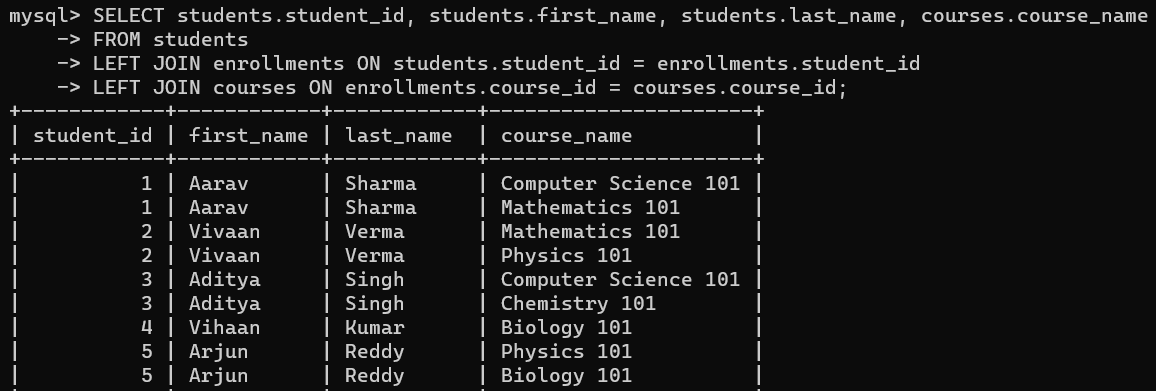 mysql> SELECT students.student_id, students.first_name, students.last_name, courses.course_name
    -> FROM students
    -> LEFT JOIN enrollments ON students.student_id = enrollments.student_id
    -> LEFT JOIN courses ON enrollments.course_id = courses.course_id;
+------------+------------+------------+----------------------+
| student_id | first_name | last_name  | course_name          |
+------------+------------+------------+----------------------+
|          1 | Aarav      | Sharma     | Computer Science 101 |
|          1 | Aarav      | Sharma     | Mathematics 101      |
|          2 | Vivaan     | Verma      | Mathematics 101      |
|          2 | Vivaan     | Verma      | Physics 101          |
|          3 | Aditya     | Singh      | Computer Science 101 |
|          3 | Aditya     | Singh      | Chemistry 101        |
|          4 | Vihaan     | Kumar      | Biology 101          |
|          5 | Arjun      | Reddy      | Physics 101          |
|          5 | Arjun      | Reddy      | Biology 101          |